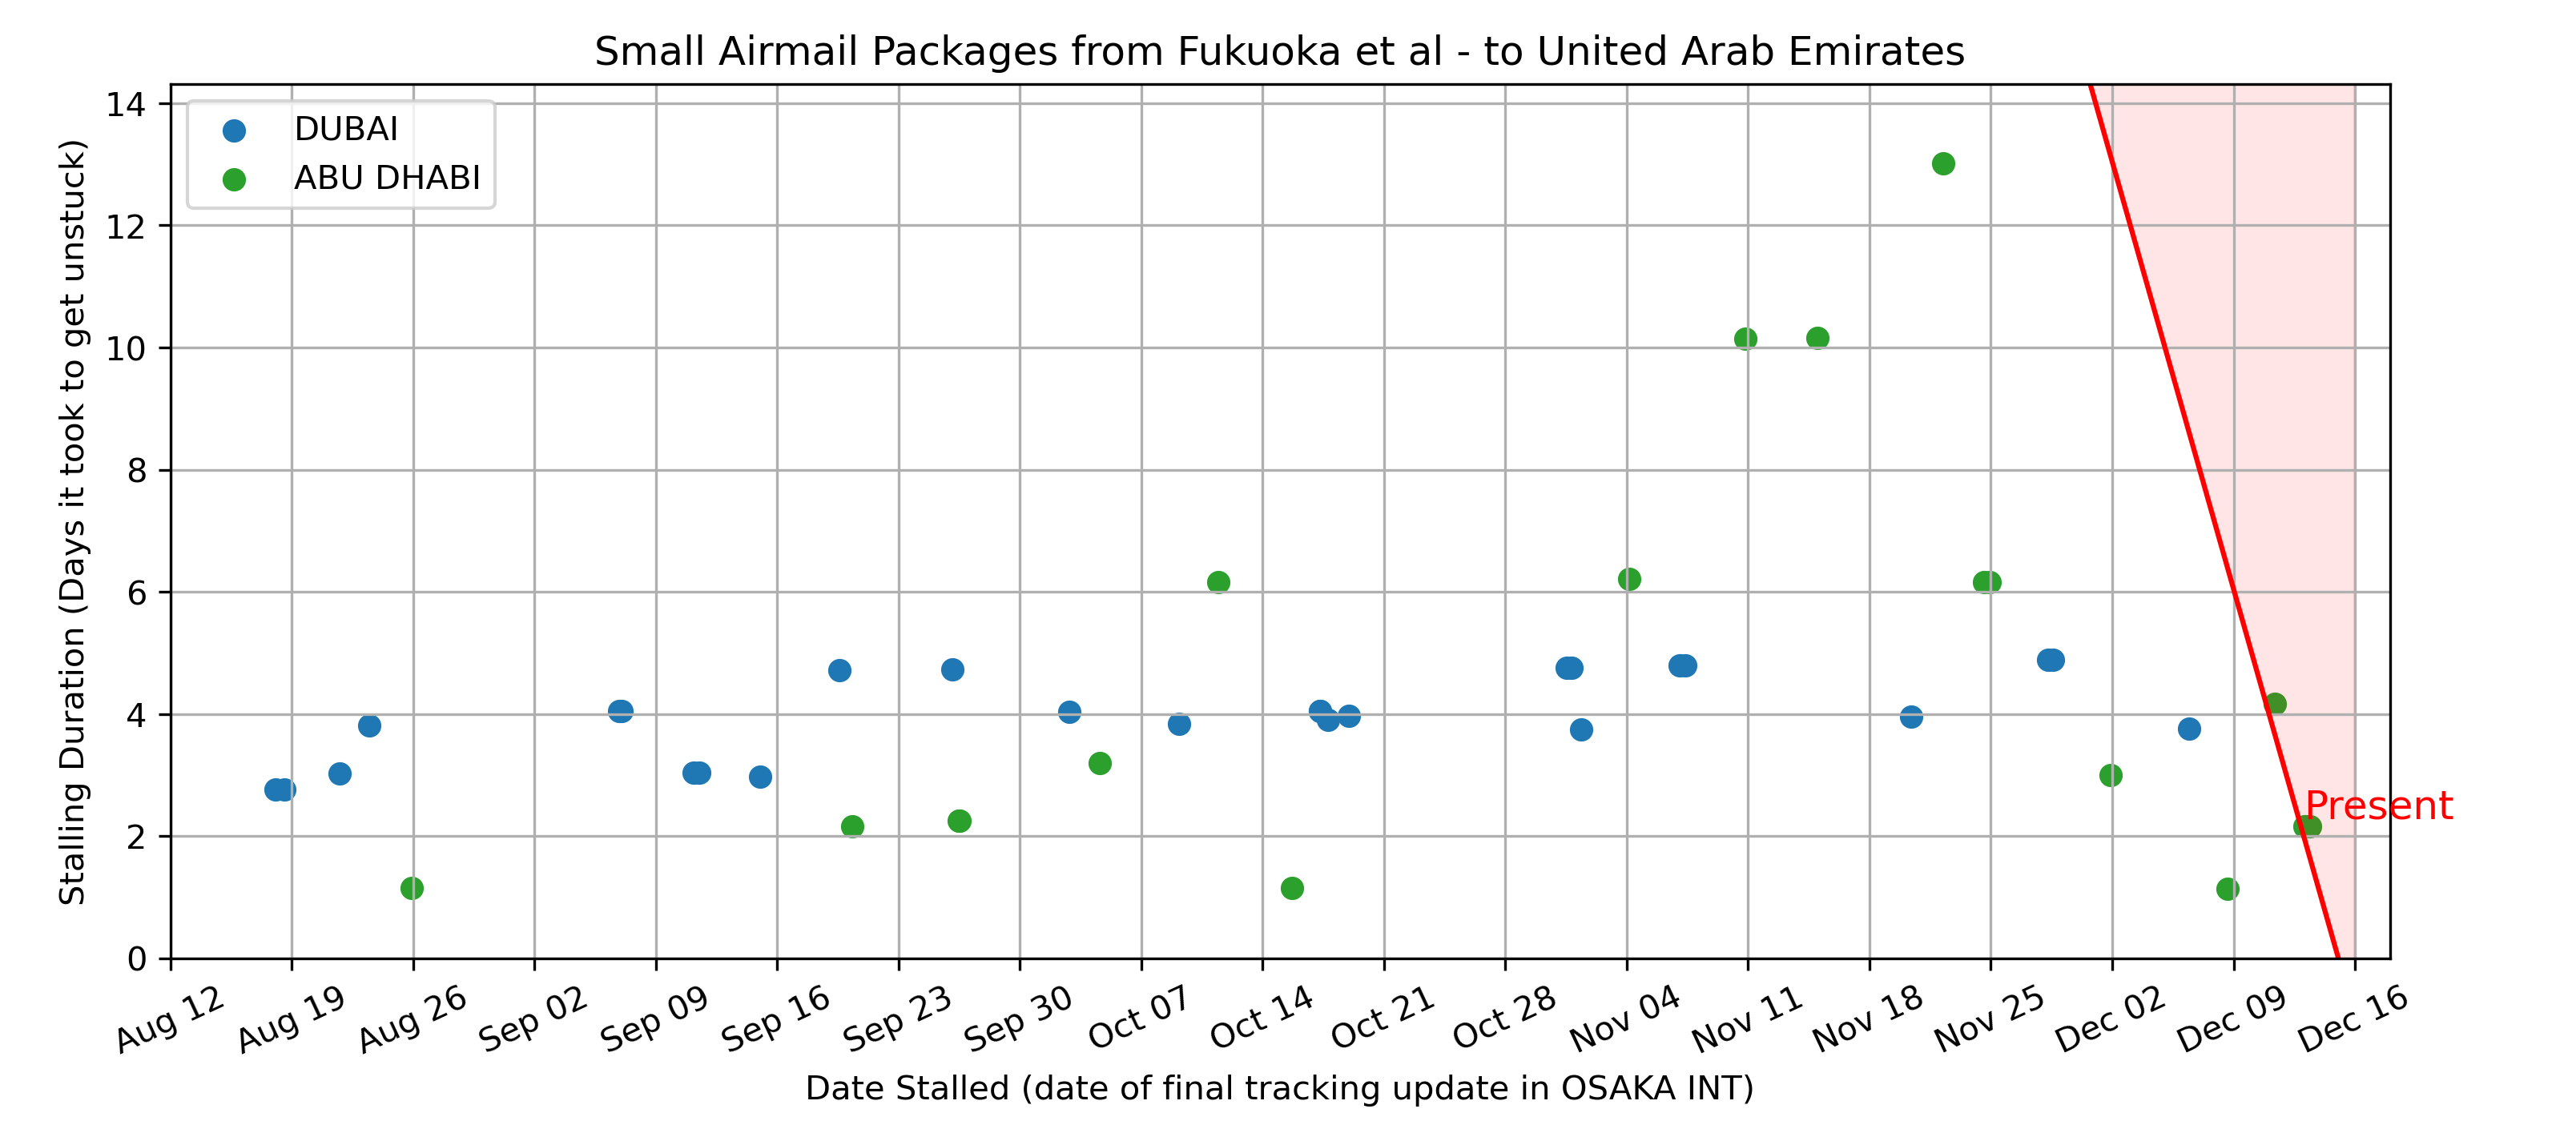 Small Airmail Packages from Fukuoka et al - to United Arab Emirates
DUBAI
ABU DHABI
Stalling Duration (Days it took to get unstuck)
14
12
10
8
6
4
2
0
Present
Aug 12
Aug 19
Aug 26
Sep 02
Sep 09
Sep 16
Sep 23
Sep 30
Oct 07
Oct 14
Oct 21
Oct 28
Nov 04
Nov 11
Nov 18
Nov 25
Dec 02
Dec 09
Dec 16
Date Stalled (date of final tracking update in OSAKA INT)